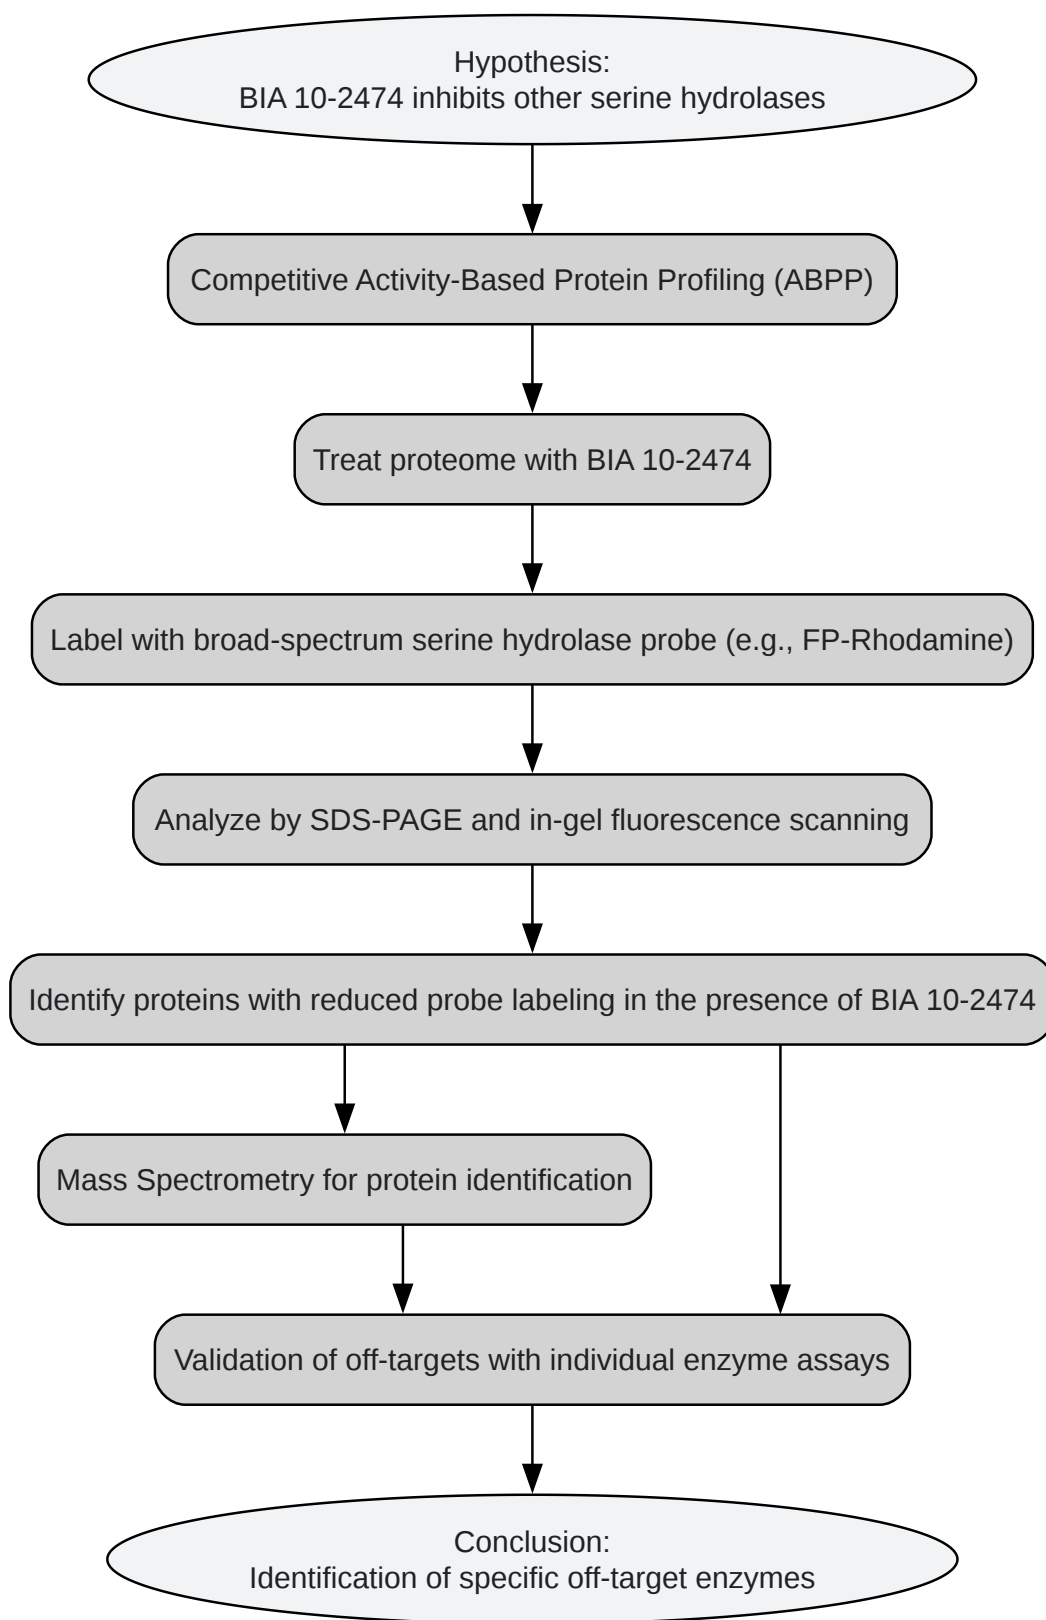 Hypothesis:
BIA 10-2474 inhibits other serine hydrolases
Competitive Activity-Based Protein Profiling (ABPP)
Treat proteome with BIA 10-2474
Label with broad-spectrum serine hydrolase probe (e.g., FP-Rhodamine)
Analyze by SDS-PAGE and in-gel fluorescence scanning
Identify proteins with reduced probe labeling in the presence of BIA 10-2474
Mass Spectrometry for protein identification
Validation of off-targets with individual enzyme assays
Conclusion:
Identification of specific off-target enzymes